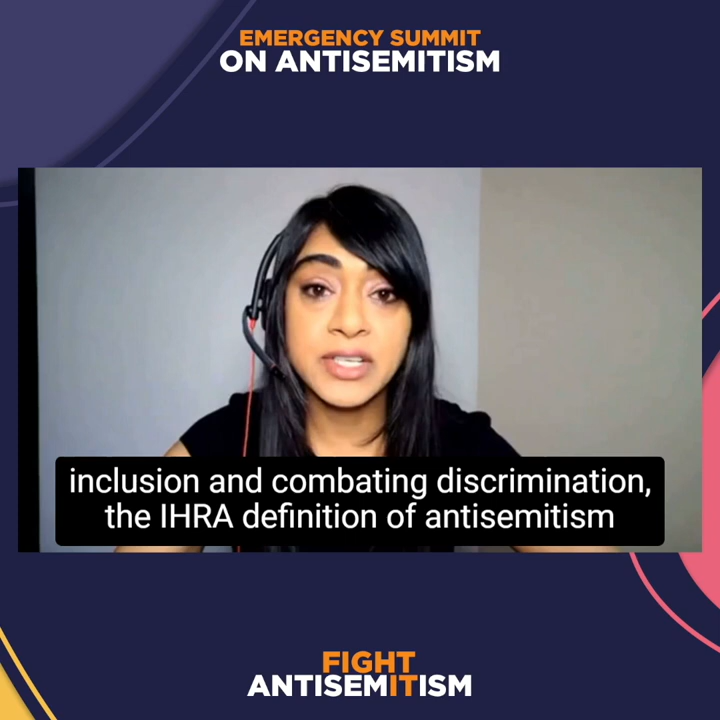 EMERGENCY SUMMIT
ON ANTISEMITISM
inclusion and combating discrimination,
the IHRA definition of antisemitism
FIGHT
ANTISEMITISM